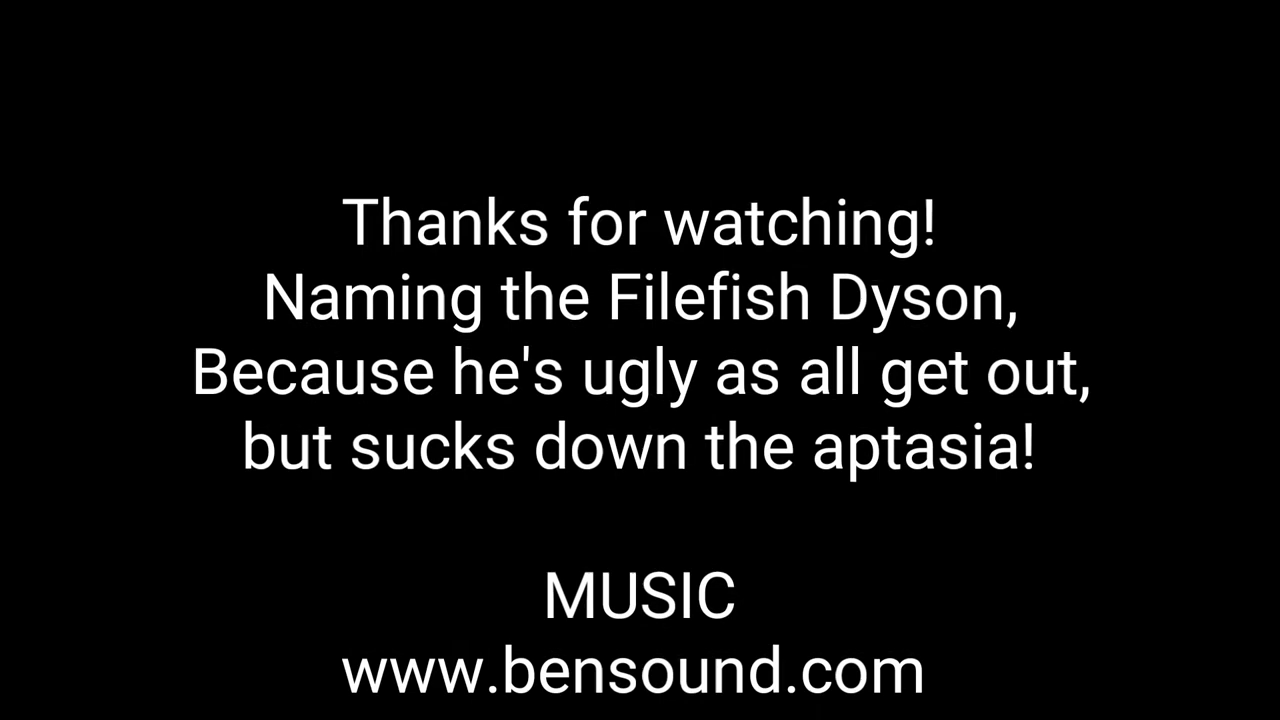 Thanks for watching!
Naming the Filefish Dyson,
Because he's ugly as all get out,
but sucks down the aptasia!
MUSIC
www.bensound.com